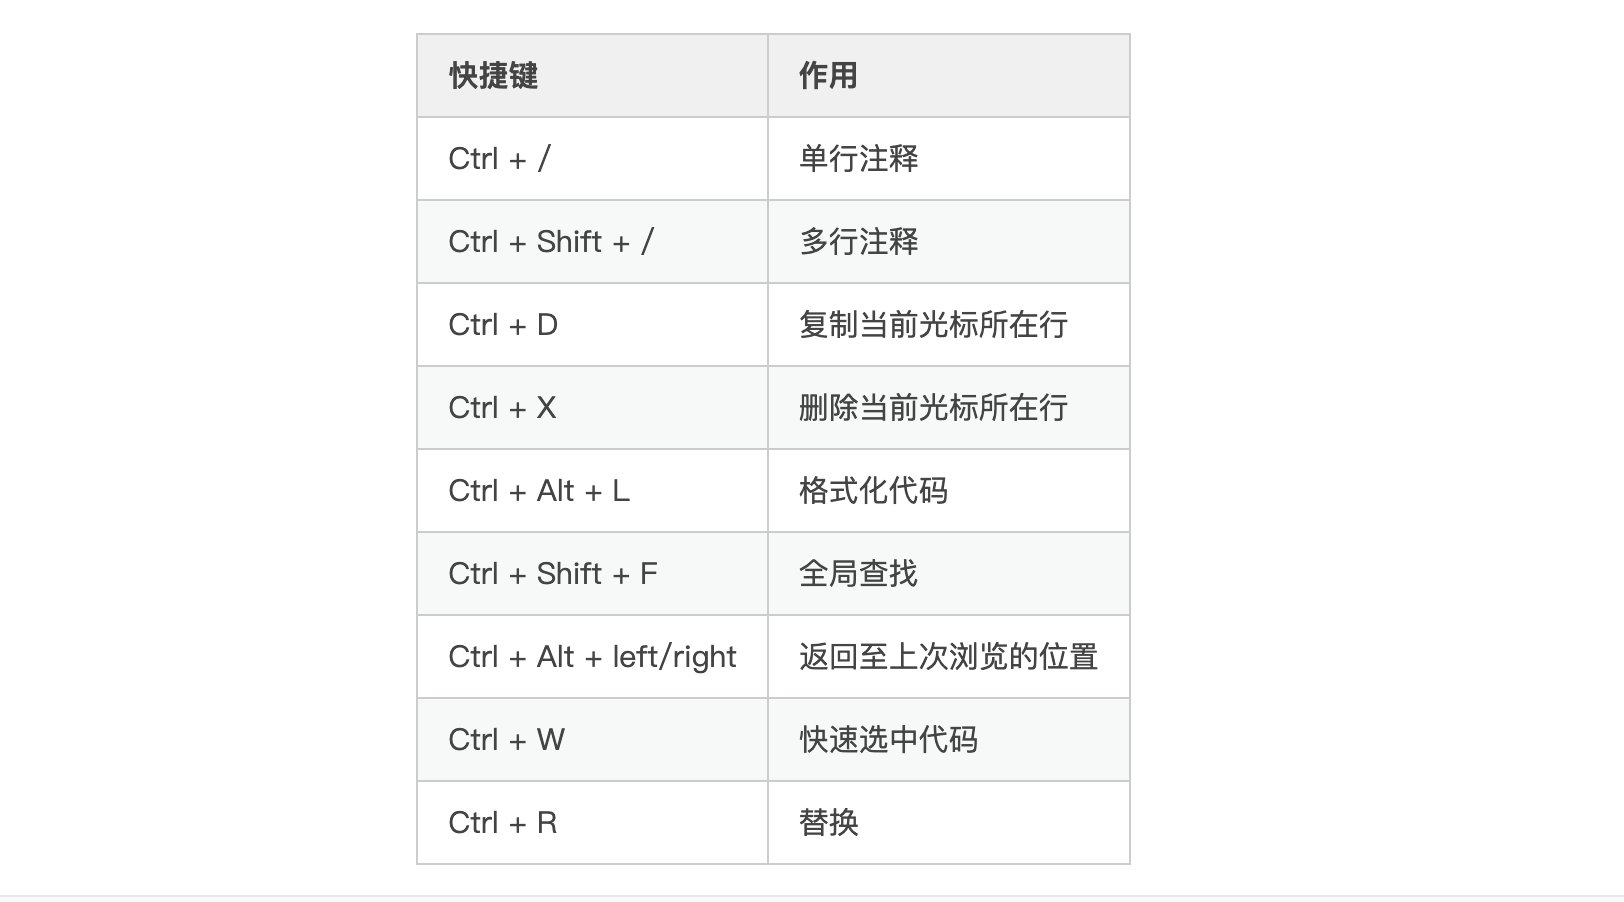 快捷键 作用
Ctrl + / 单行注释
Ctrl + Shift + / 多行注释
Ctrl + D 复制当前光标所在行
Ctrl + X 删除当前光标所在行
Ctrl + Alt + L 格式化代码
Ctrl + Shift + F 全局查找
Ctrl + Alt + left/right 返回至上次浏览的位置
Ctrl + W 快速选中代码
Ctrl + R 替换